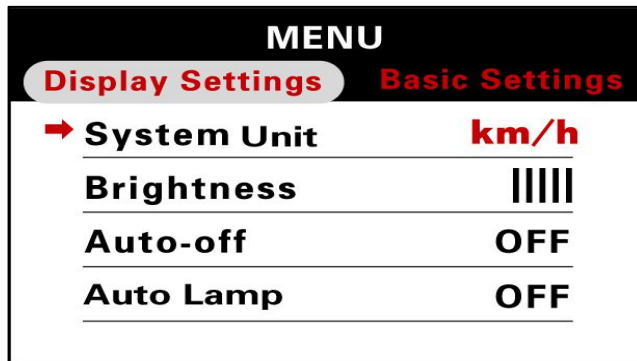 MENU
Display Settings Basic Settings
System Unit km/h
Brightness |||||
Auto-off OFF
Auto Lamp OFF